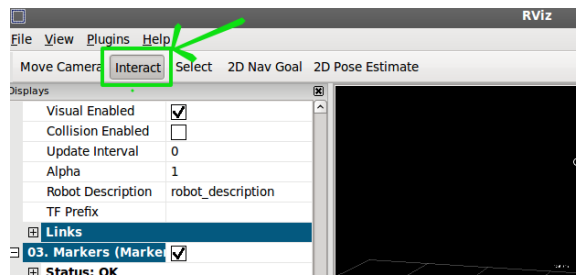 RViz
File View Plugins Help
Move Camera Interact Select 2D Nav Goal 2D Pose Estimate
Displays
Visual Enabled
Collision Enabled
Update Interval 0
Alpha 1
Robot Description robot_description
TF Prefix
Links
03. Markers (Marker
Status: OK